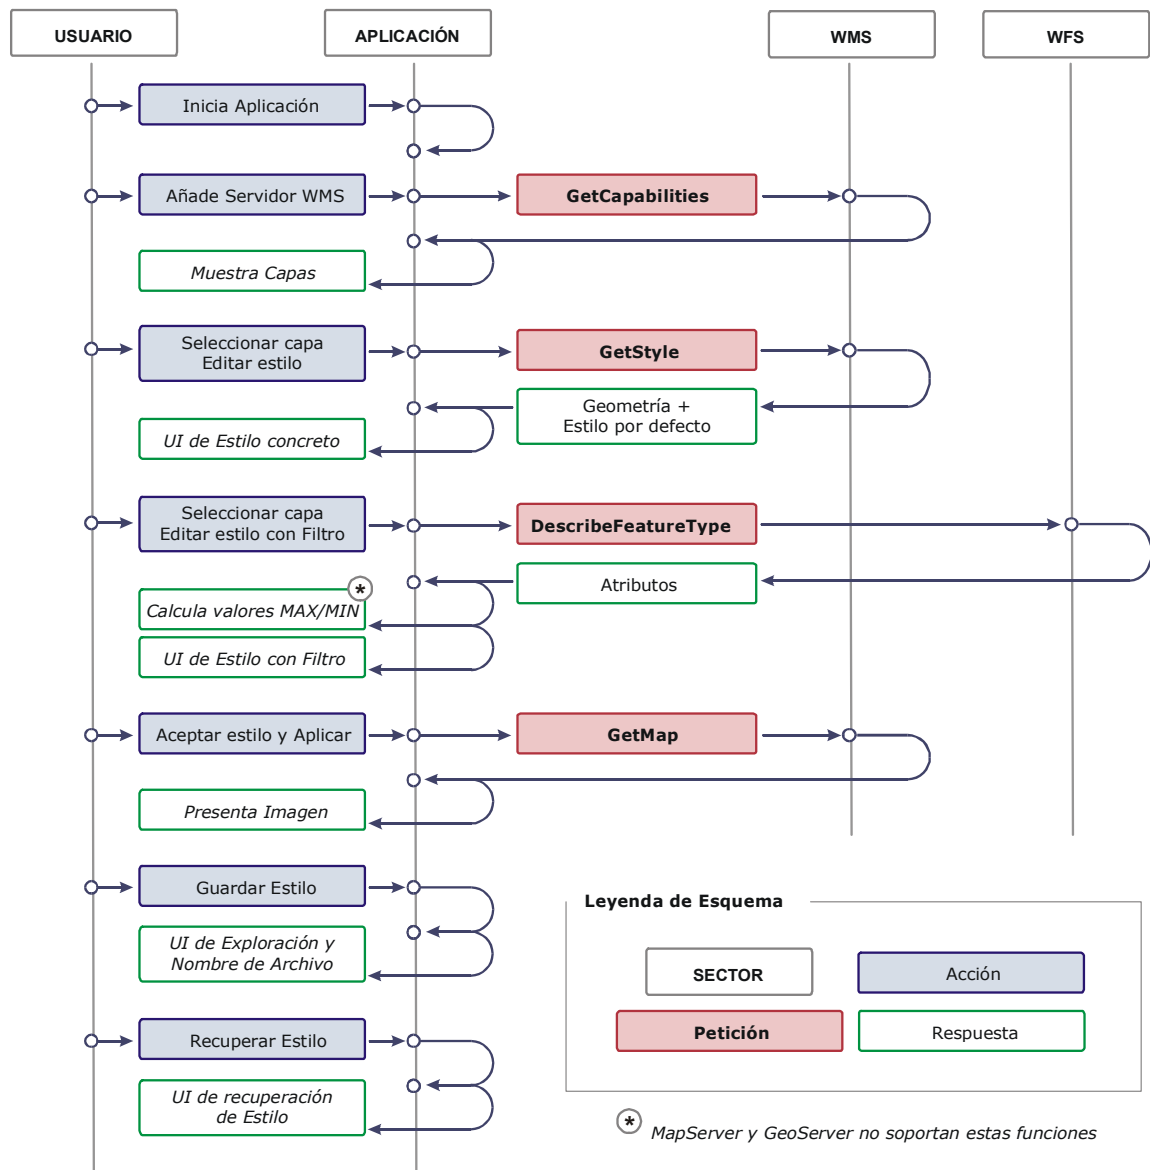 USUARIO
APLICACIÓN
WMS
WFS
Inicia Aplicación
Añade Servidor WMS
GetCapabilities
Muestra Capas
Seleccionar capa
Editar estilo
GetStyle
Geometría +
Estilo por defecto
UI de Estilo concreto
Seleccionar capa
Editar estilo con Filtro
DescribeFeatureType
Atributos
*
Calcula valores MAX/MIN
UI de Estilo con Filtro
Aceptar estilo y Aplicar
GetMap
Presenta Imagen
Guardar Estilo
UI de Exploración y
Nombre de Archivo
Recuperar Estilo
UI de recuperación
de Estilo
Leyenda de Esquema
SECTOR
Acción
Petición
Respuesta
* MapServer y GeoServer no soportan estas funciones